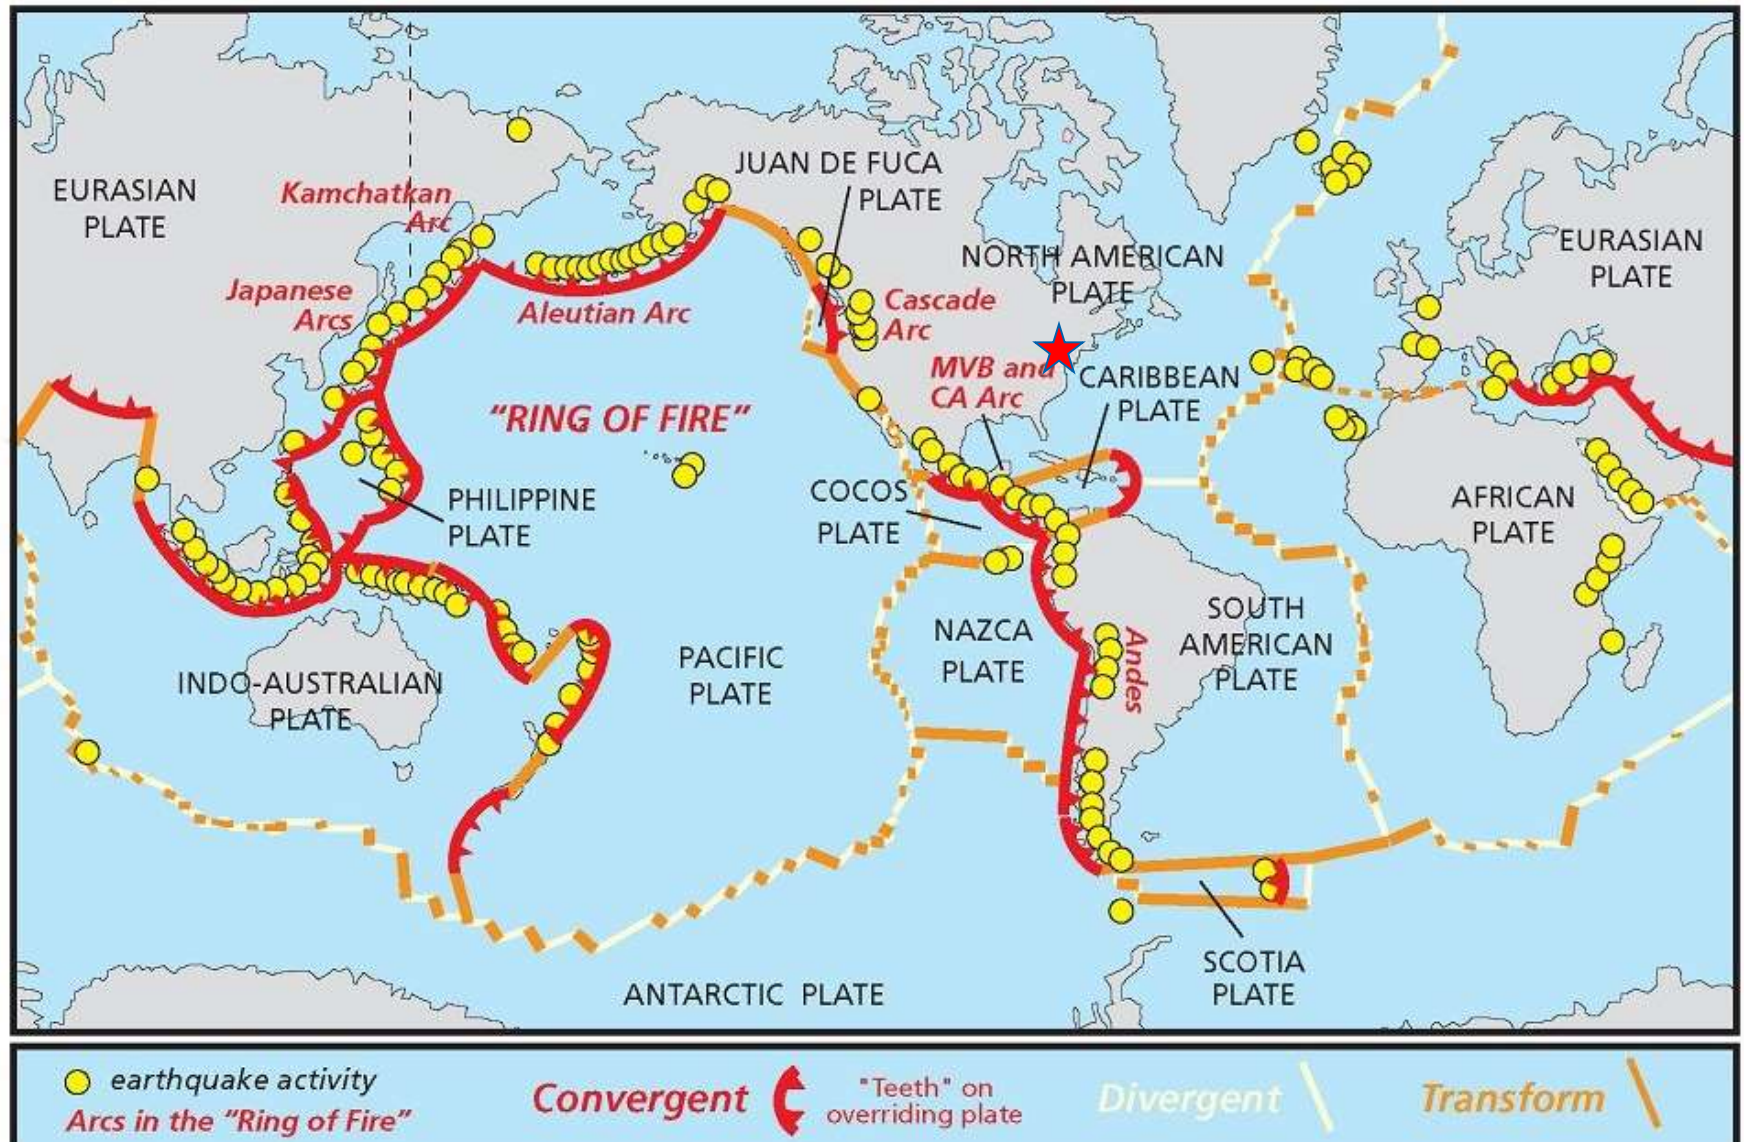 EURASIAN
PLATE
Kamchatkan
Arc
Japanese
Arcs
Aleutian Arc
JUAN DE FUCA
PLATE
NORTH AMERICAN
PLATE
Cascade
Arc
MVB and
CA Arc
CARIBBEAN
PLATE
EURASIAN
PLATE
"RING OF FIRE"
PHILIPPINE
PLATE
COCOS
PLATE
AFRICAN
PLATE
INDO-AUSTRALIAN
PLATE
PACIFIC
PLATE
NAZCA
PLATE
Andes
SOUTH
AMERICAN
PLATE
SCOTIA
PLATE
ANTARCTIC PLATE
earthquake activity
Arcs in the "Ring of Fire"
Convergent
"Teeth" on
overriding plate
Divergent
Transform